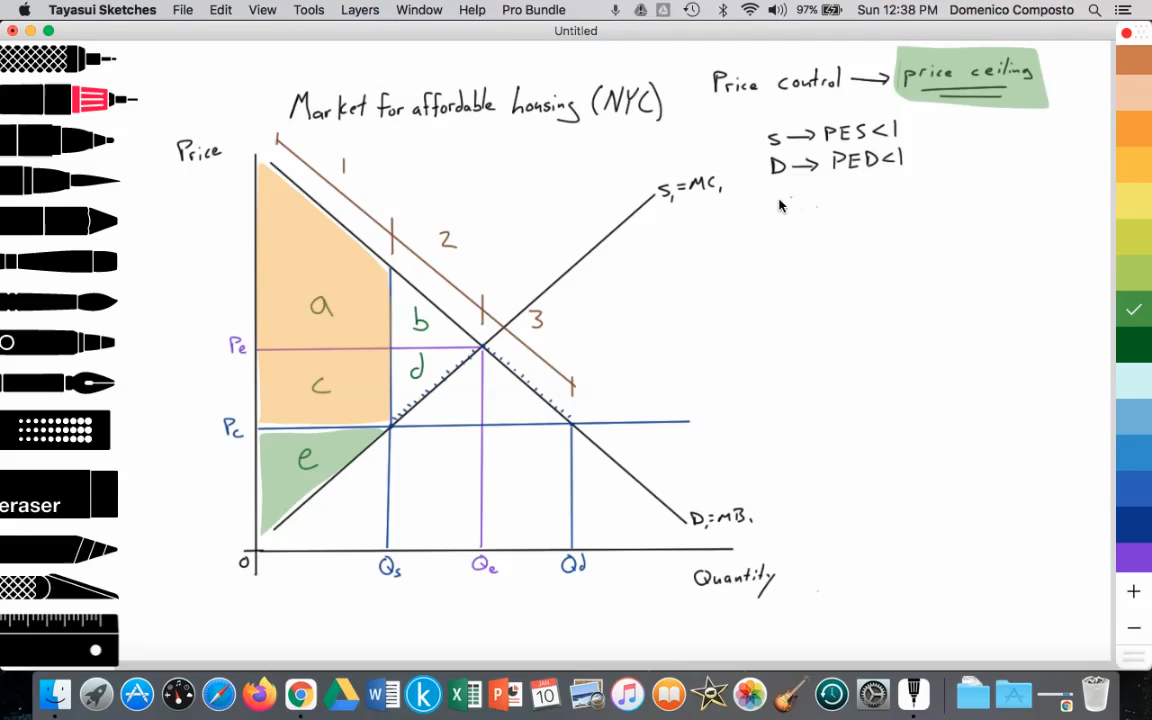 Tayasui Sketches File Edit View Tools Layers Window Help Pro Bundle 97% Sun 12:38 PM Domenico Composto
Untitled
Price control → price ceiling
Market for affordable housing (NYC)
S → PES<1
D → PED<1
Price
1
S₁=MC₁
2
a
b
3
Pe
c
d
Pc
e
eraser
D₁=MB₁
0
Qs
Qe
Qd
Quantity
JAN
10